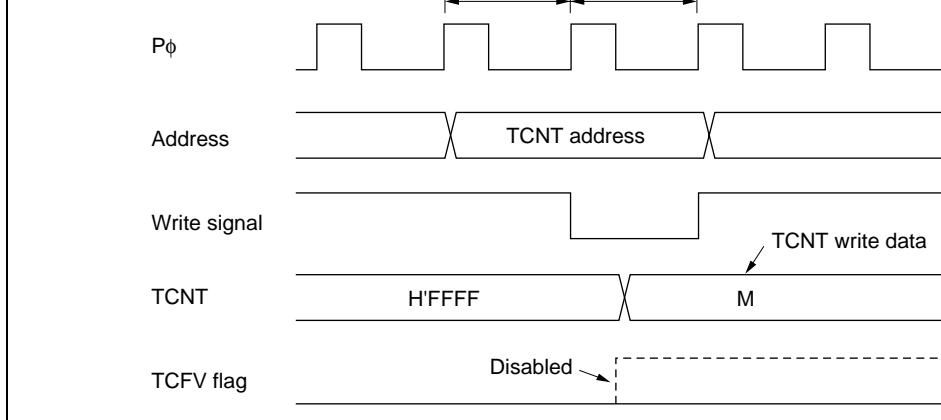 Pϕ
Address
TCNT address
Write signal
TCNT write data
TCNT
H'FFFF
M
Disabled
TCFV flag